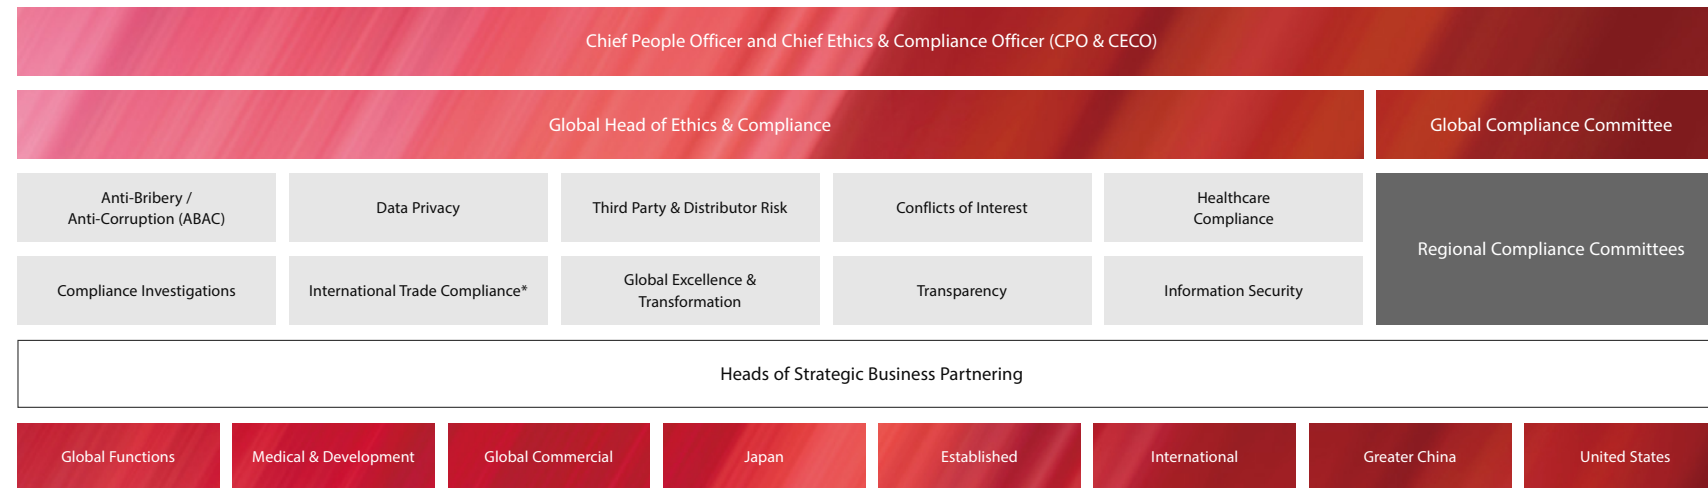 Chief People Officer and Chief Ethics & Compliance Officer (CPO & CECO)
Global Head of Ethics & Compliance
Global Compliance Committee
Anti-Bribery /
Anti-Corruption (ABAC)
Data Privacy
Third Party & Distributor Risk
Conflicts of Interest
Healthcare
Compliance
Regional Compliance Committees
Compliance Investigations
International Trade Compliance*
Global Excellence &
Transformation
Transparency
Information Security
Heads of Strategic Business Partnering
Global Functions
Medical & Development
Global Commercial
Japan
Established
International
Greater China
United States